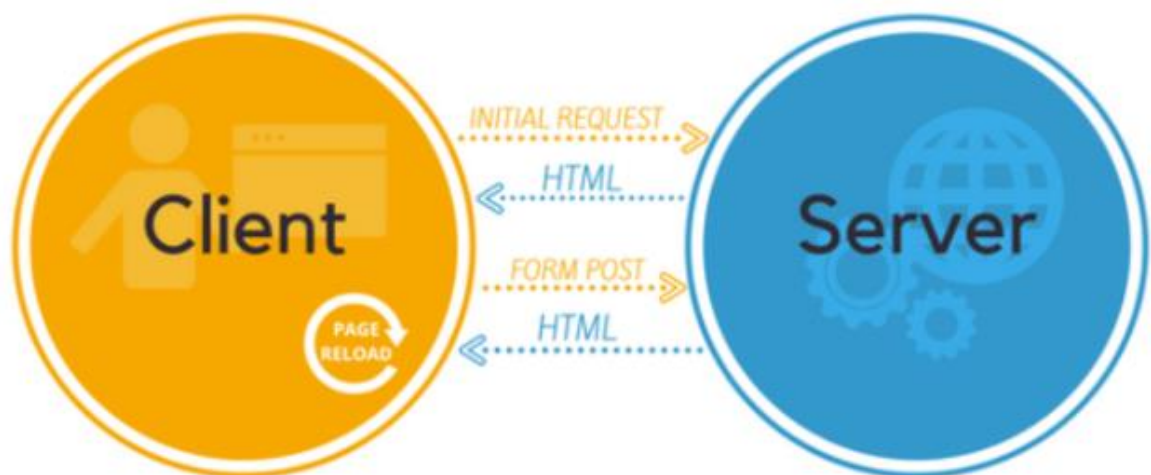 INITIAL REQUEST
HTML
Client
Server
FORM POST
HTML
PAGE
RELOAD